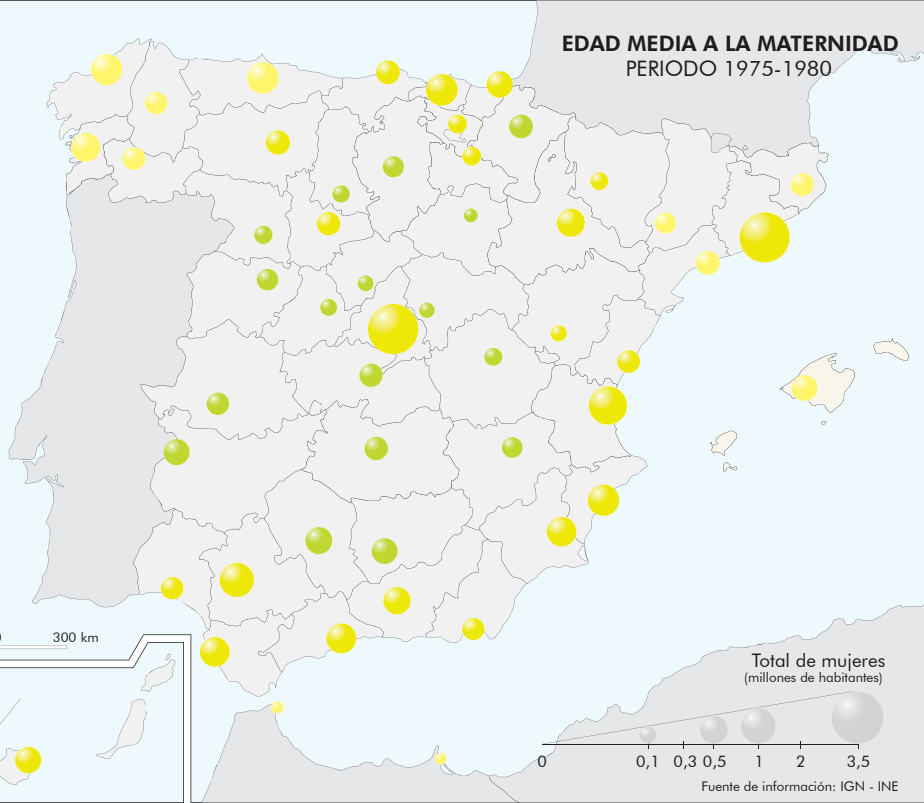 EDAD MEDIA A LA MATERNIDAD
PERIODO 1975-1980
0 300 km
Total de mujeres
(millones de habitantes)
0 0,1 0,3 0,5 1 2 3,5
Fuente de información: IGN - INE